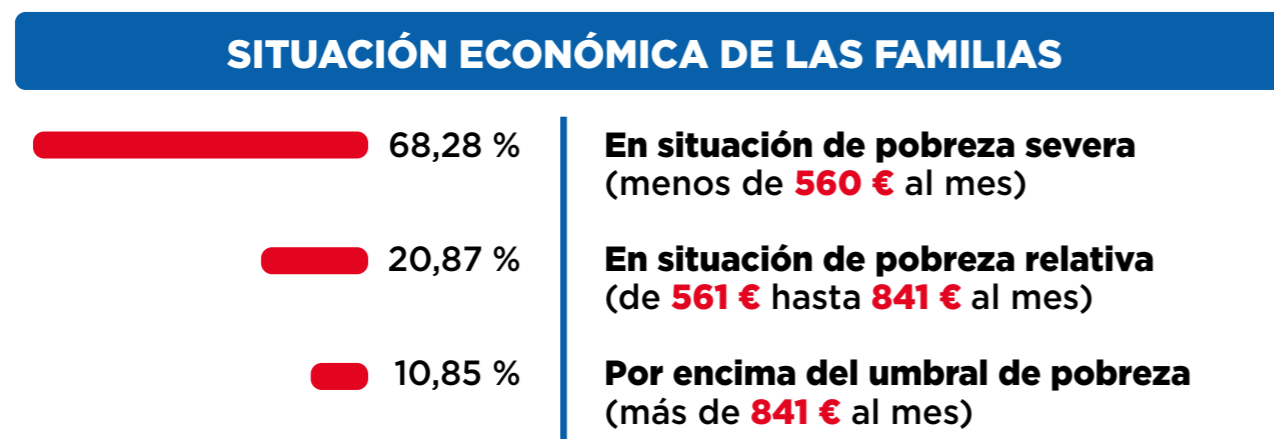 SITUACIÓN ECONÓMICA DE LAS FAMILIAS
68,28 % En situación de pobreza severa
(menos de 560 € al mes)
20,87 % En situación de pobreza relativa
(de 561 € hasta 841 € al mes)
10,85 % Por encima del umbral de pobreza
(más de 841 € al mes)